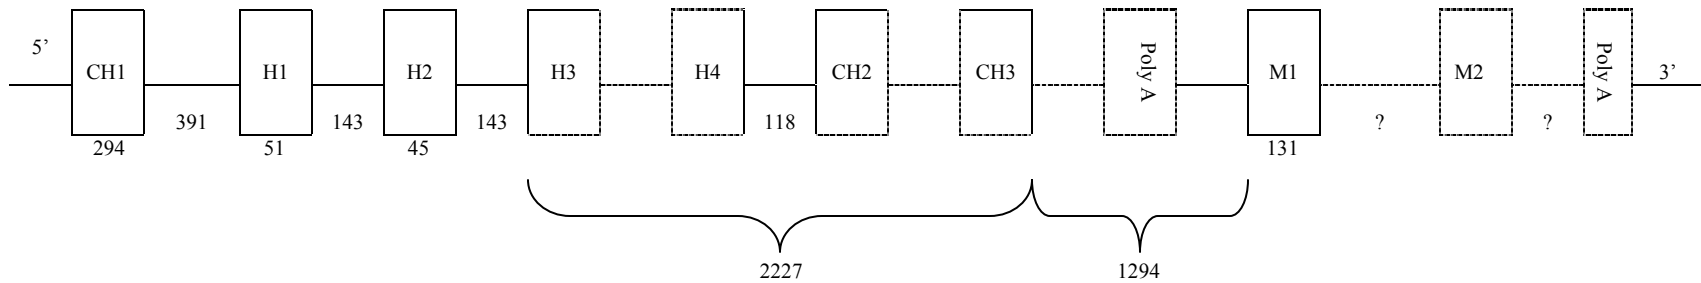 5’
CH1
H1
H2
H3
H4
CH2
CH3
Poly A
M1
M2
Poly A
3’
391
143
143
118
?
?
294
51
45
131
2227
1294